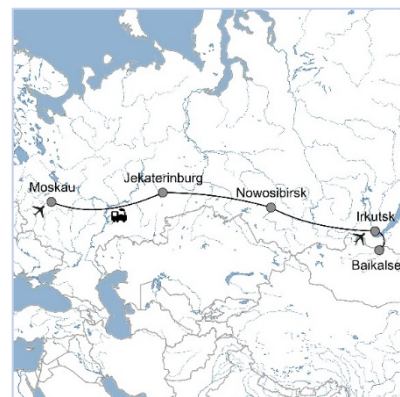 Moskau
Jekaterinburg
Nowosibirsk
Irkutsk
Baikalse